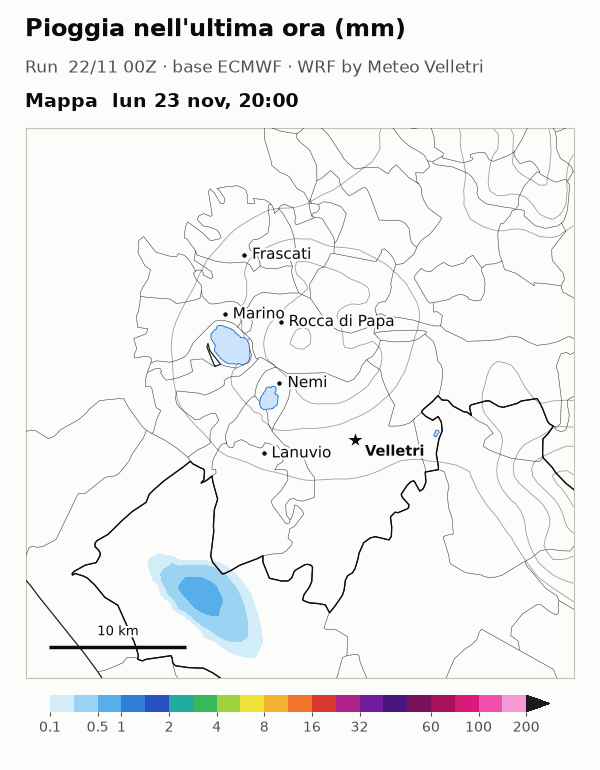 Pioggia nell'ultima ora (mm)
Run  22/11 00Z · base ECMWF · WRF by Meteo Velletri
Mappa  lun 23 nov, 20:00
Frascati
Marino
Rocca di Papa
Nemi
Velletri
Lanuvio
10 km
0.1 0.5 1 2 4 8 16 32 60 100 200